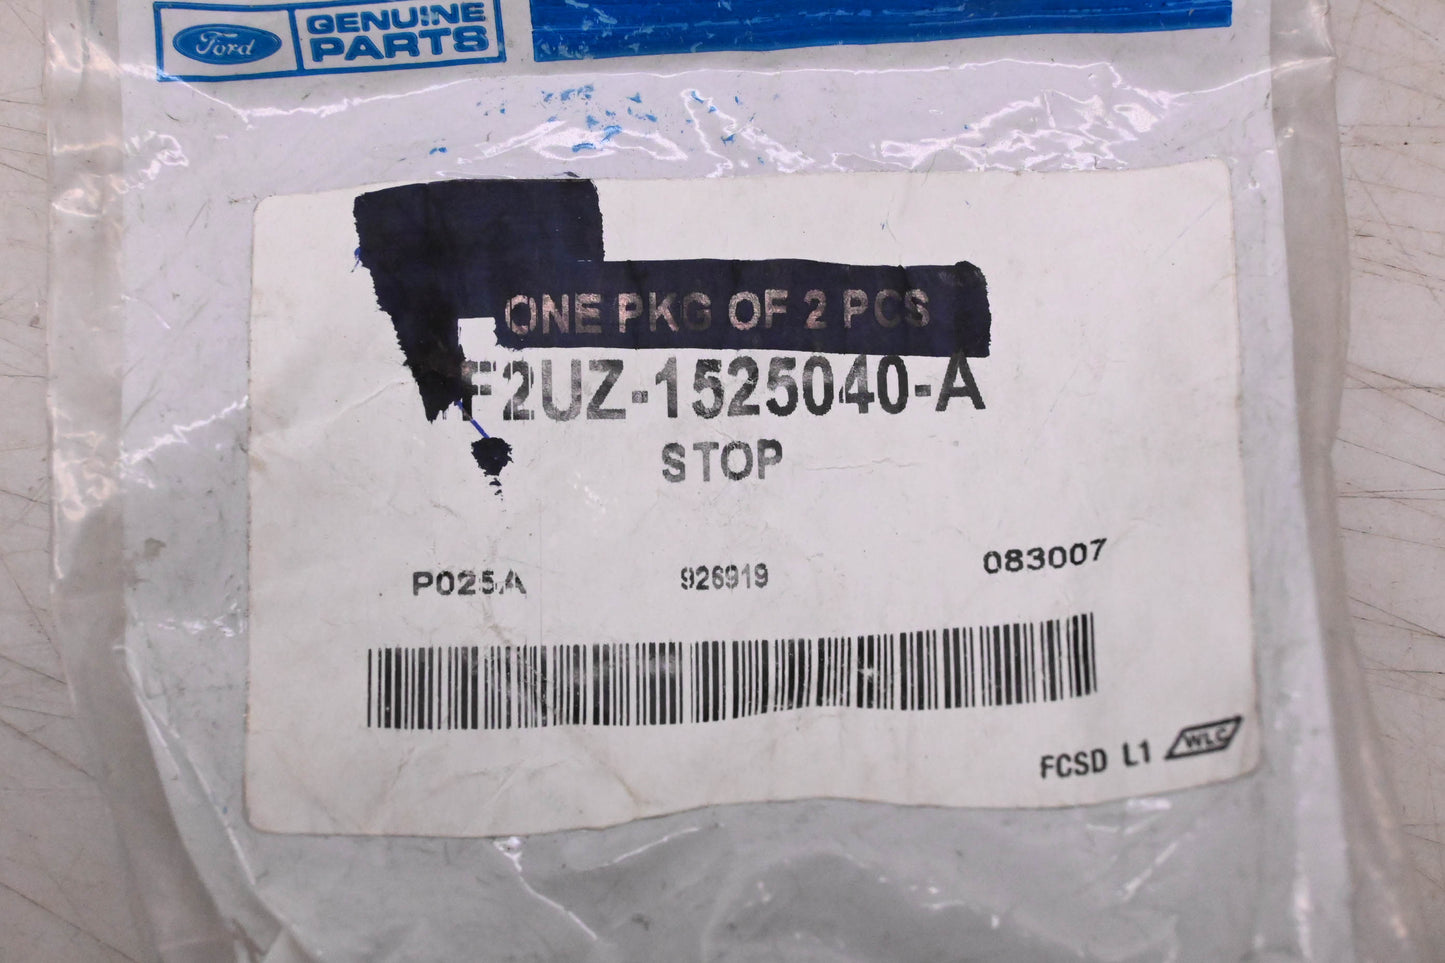 Ford
GENUINE
PARTS
ONE PKG OF 2 PCS
F2UZ-1525040-A
STOP
P025A 926919 083007
FCSD L1 WLC